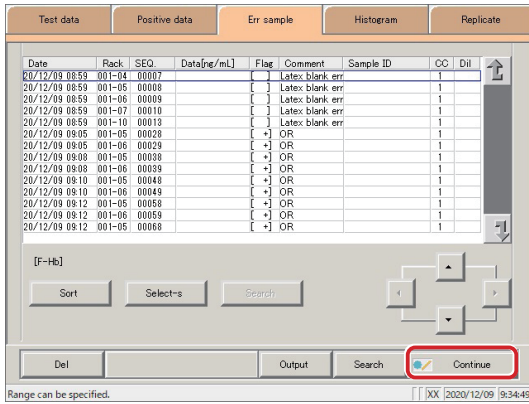 Test data Positive data Err sample Histogram Replicate
Date Rack SEQ. Data[ng/mL] Flag Comment Sample ID CC Dil
20/12/09 08:59 001-04 00007 [ ] Latex blank err 1
20/12/09 08:59 001-05 00008 [ ] Latex blank err 1
20/12/09 08:59 001-06 00009 [ ] Latex blank err 1
20/12/09 08:59 001-07 00010 [ ] Latex blank err 1
20/12/09 08:59 001-10 00013 [ ] Latex blank err 1
20/12/09 09:05 001-05 00028 [ +] OR 1
20/12/09 09:05 001-06 00029 [ +] OR 1
20/12/09 09:08 001-05 00038 [ +] OR 1
20/12/09 09:08 001-06 00039 [ +] OR 1
20/12/09 09:10 001-05 00048 [ +] OR 1
20/12/09 09:10 001-06 00049 [ +] OR 1
20/12/09 09:12 001-05 00058 [ +] OR 1
20/12/09 09:12 001-06 00059 [ +] OR 1
20/12/09 09:12 001-05 00068 [ +] OR 1
[F-Hb]
Sort Select-s Search
Del Output Search Continue
Range can be specified. XX 2020/12/09 9:34:49